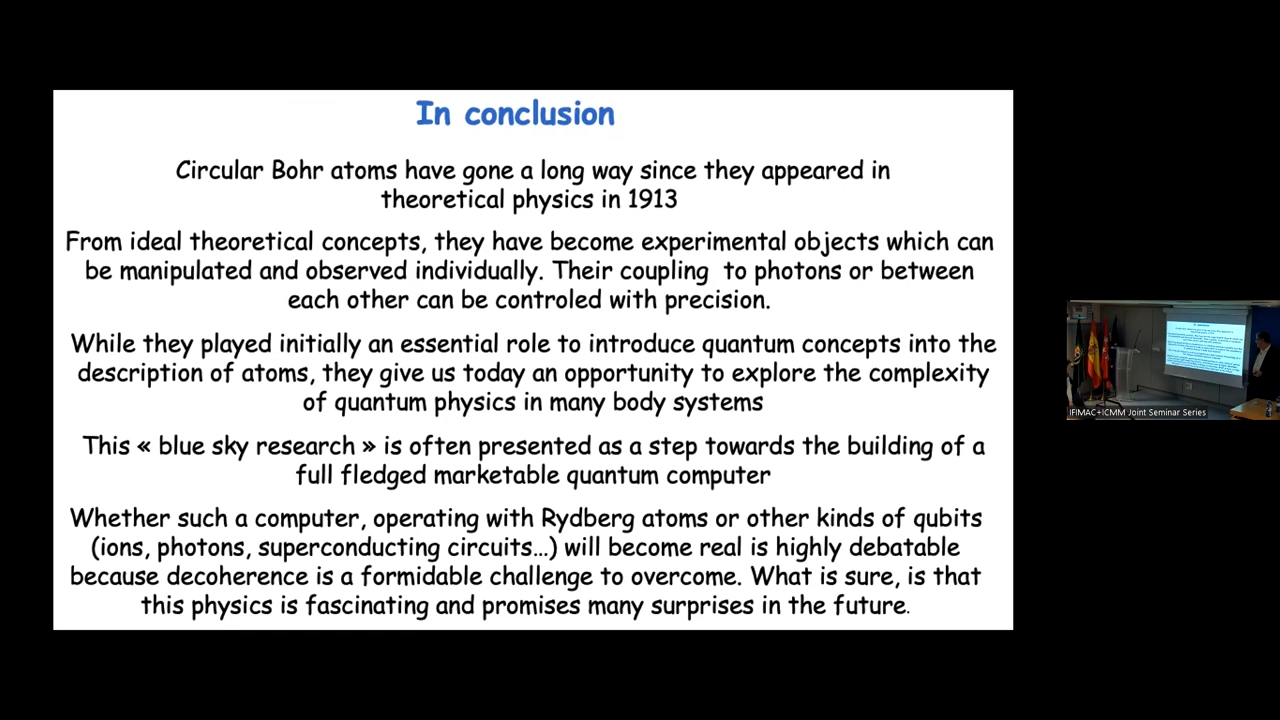 In conclusion
Circular Bohr atoms have gone a long way since they appeared in
theoretical physics in 1913
From ideal theoretical concepts, they have become experimental objects which can
be manipulated and observed individually. Their coupling to photons or between
each other can be controled with precision.
While they played initially an essential role to introduce quantum concepts into the
description of atoms, they give us today an opportunity to explore the complexity
of quantum physics in many body systems
This « blue sky research » is often presented as a step towards the building of a
full fledged marketable quantum computer
Whether such a computer, operating with Rydberg atoms or other kinds of qubits
(ions, photons, superconducting circuits…) will become real is highly debatable
because decoherence is a formidable challenge to overcome. What is sure, is that
this physics is fascinating and promises many surprises in the future.
IFIMAC+ICMM Joint Seminar Series